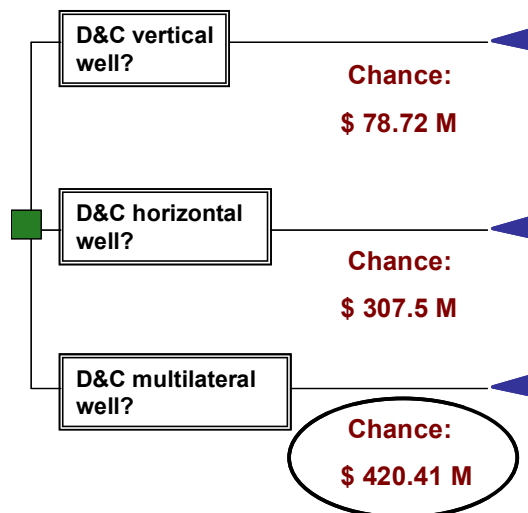 D&C vertical
well?
Chance:
$ 78.72 M
D&C horizontal
well?
Chance:
$ 307.5 M
D&C multilateral
well?
Chance:
$ 420.41 M